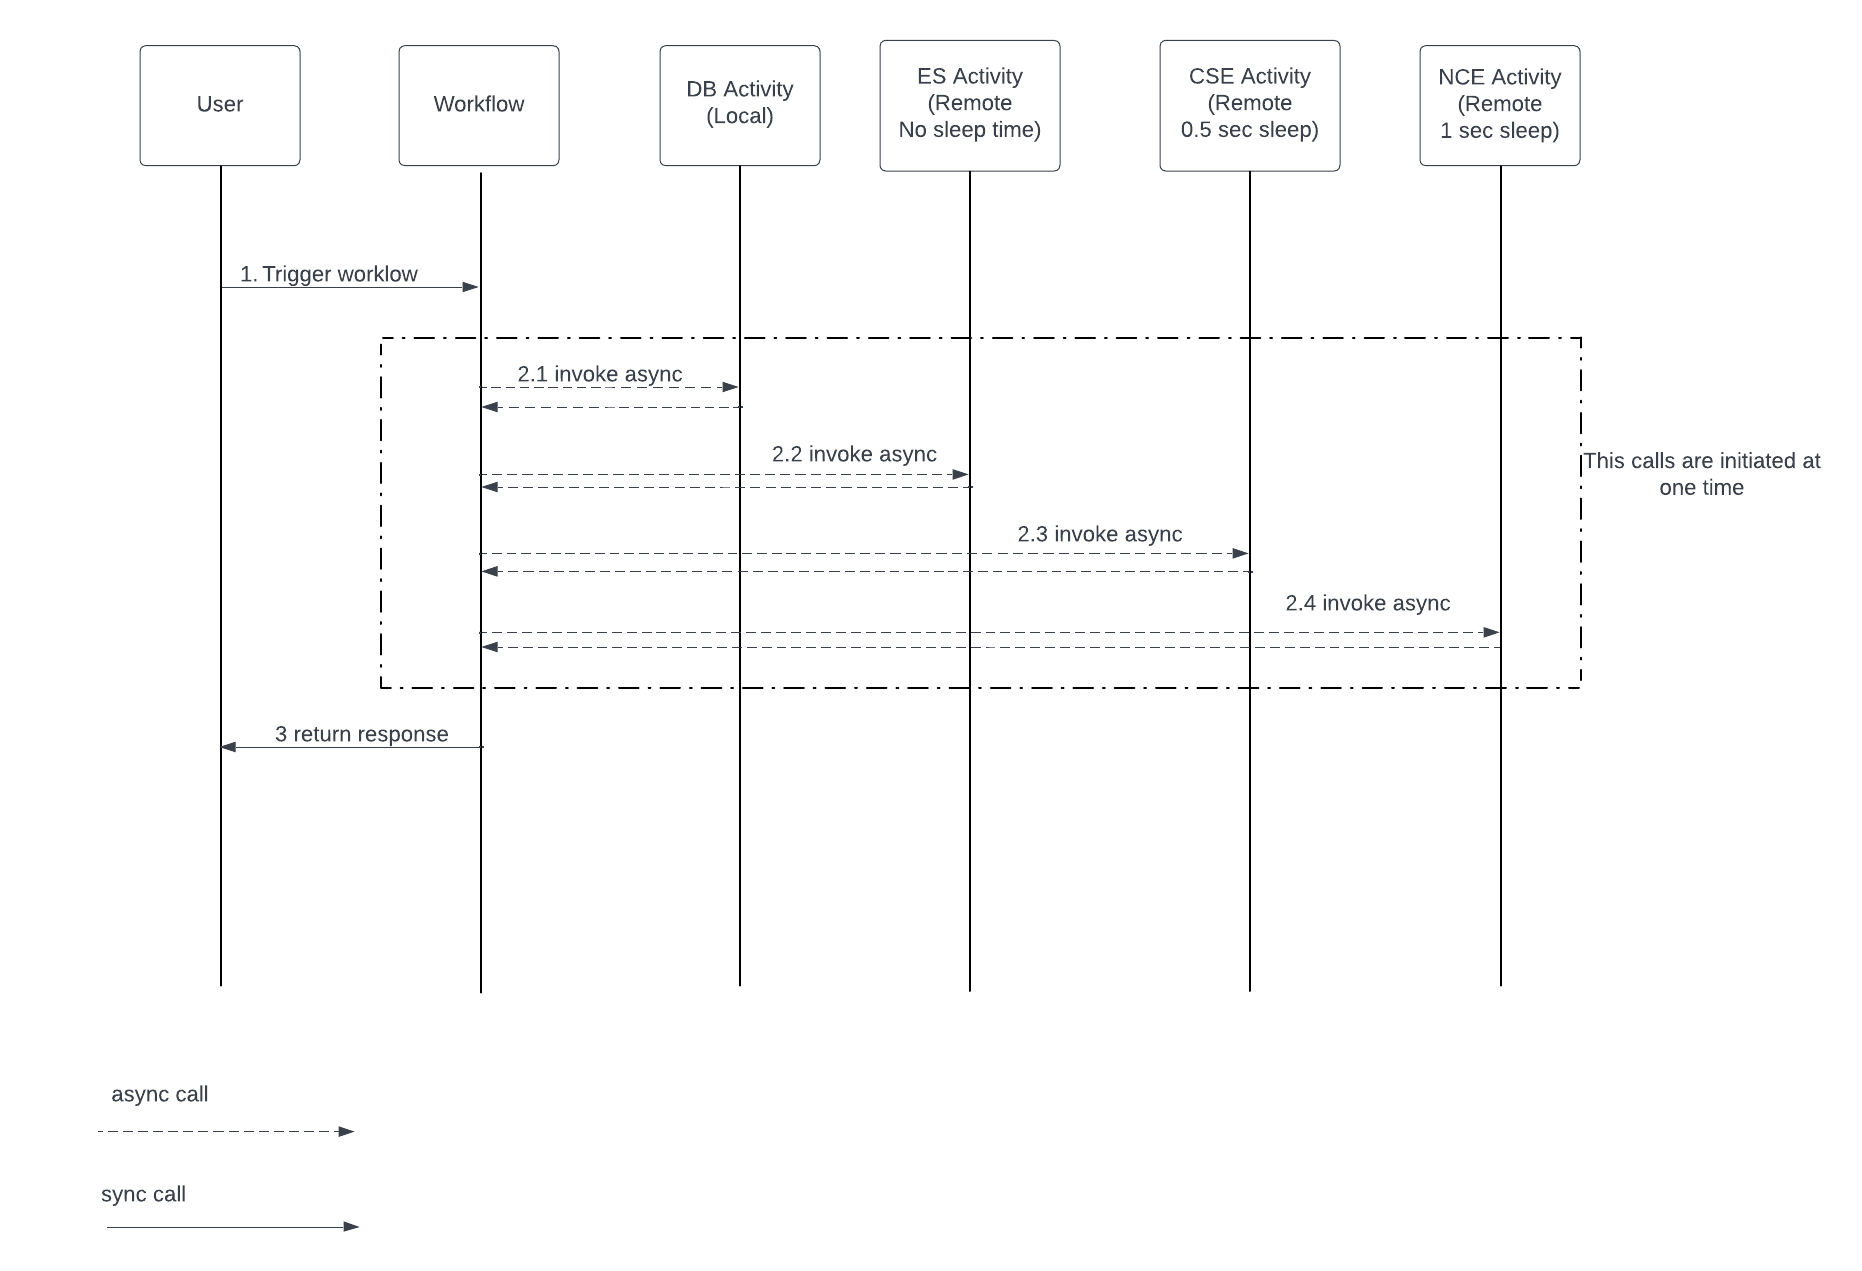 User
Workflow
DB Activity
(Local)
ES Activity
(Remote
No sleep time)
CSE Activity
(Remote
0.5 sec sleep)
NCE Activity
(Remote
1 sec sleep)
1. Trigger worklow
2.1 invoke async
2.2 invoke async
This calls are initiated at
one time
2.3 invoke async
2.4 invoke async
3 return response
async call
sync call